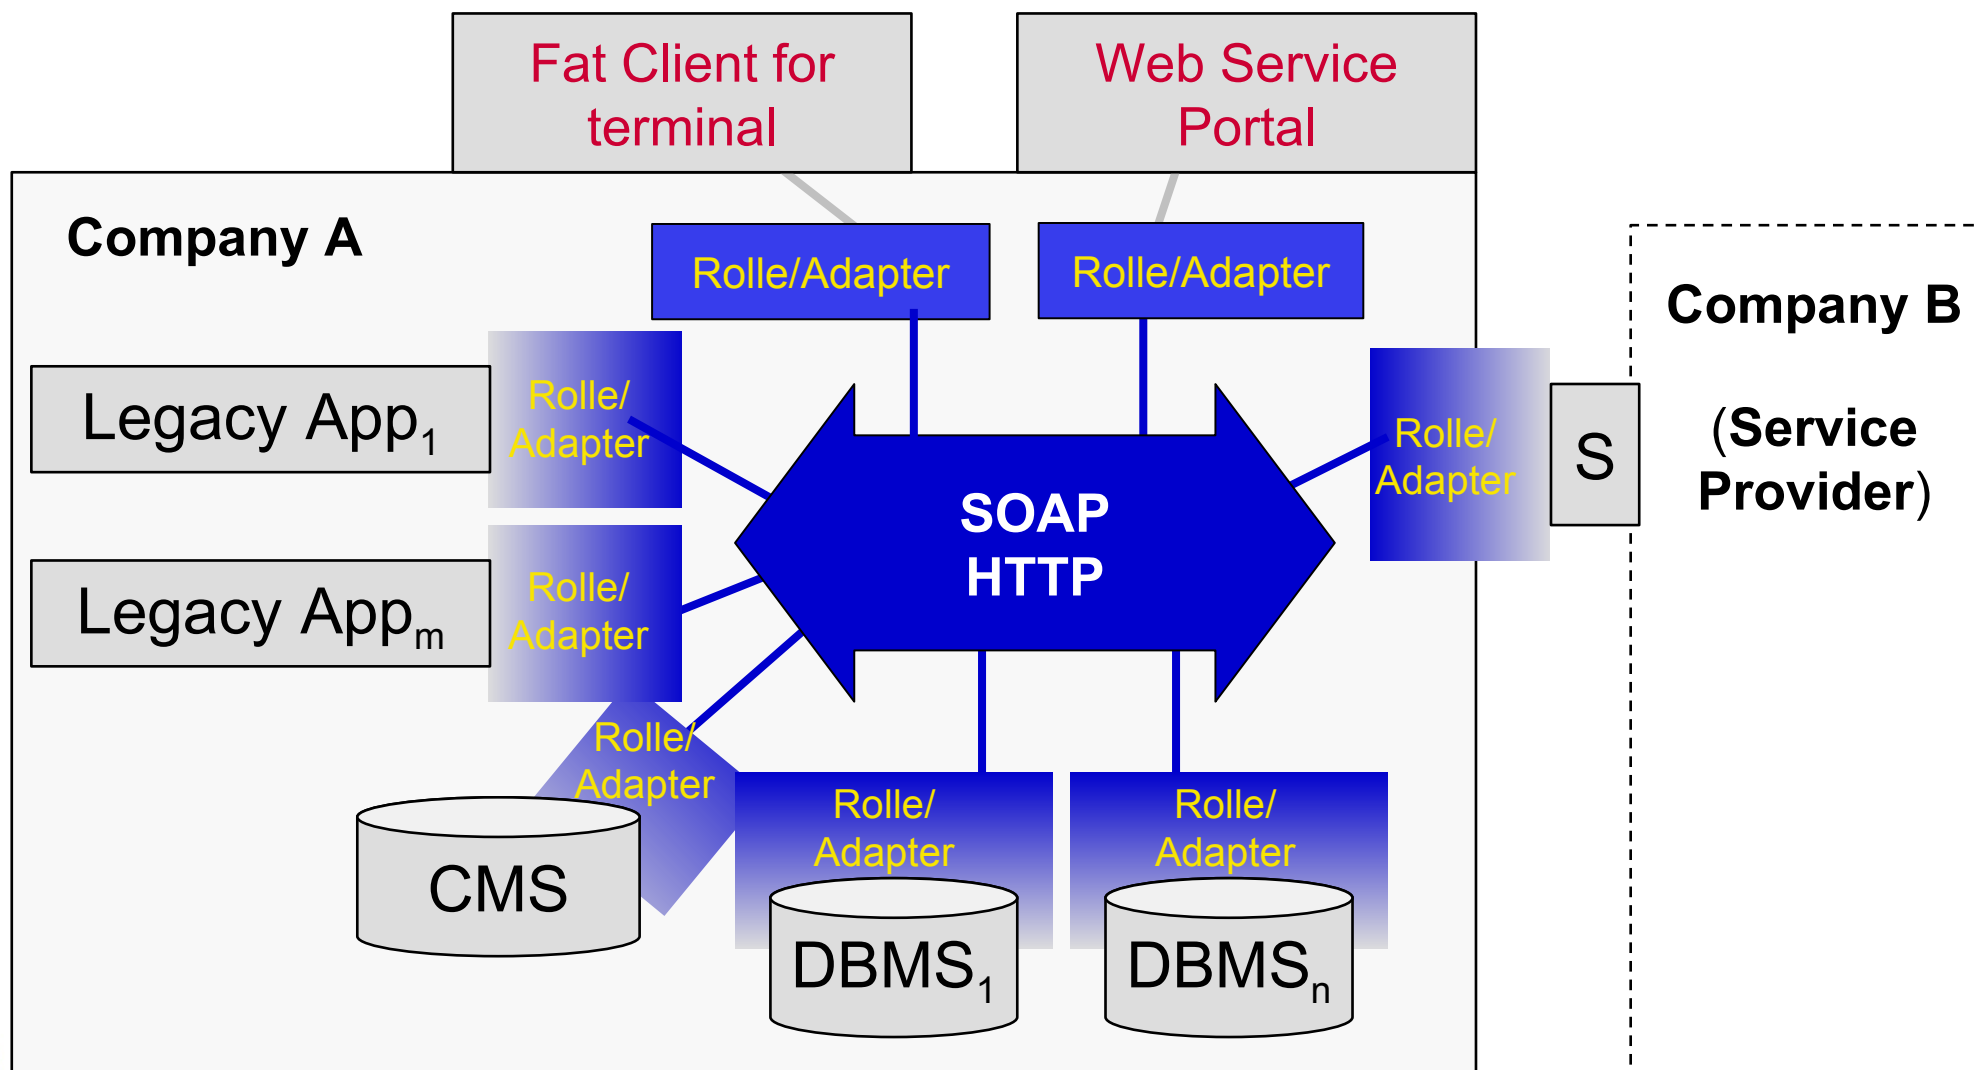 Fat Client for
terminal
Web Service
Portal
Company A
Rolle/Adapter
Rolle/Adapter
Company B
(Service
Provider)
Legacy App1
Rolle/
Adapter
Rolle/
Adapter
S
SOAP
HTTP
Legacy Appm
Rolle/
Adapter
Rolle/
Adapter
CMS
Rolle/
Adapter
DBMS1
Rolle/
Adapter
DBMSn